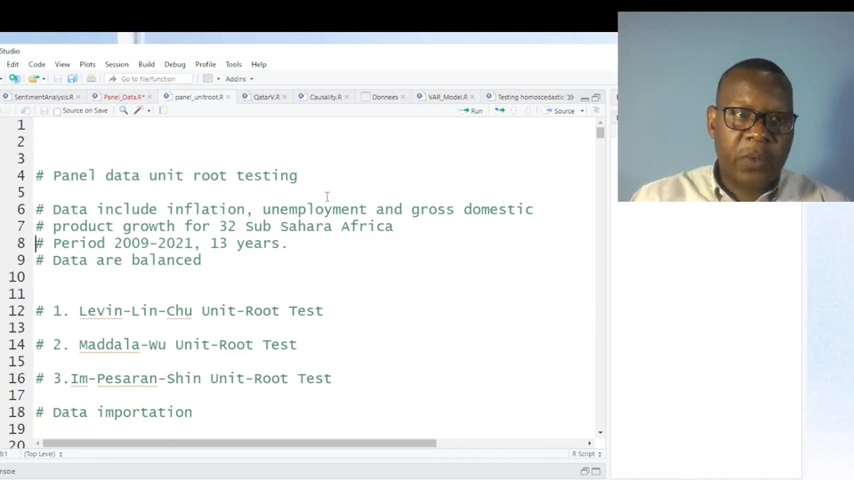 Studio
Edit Code View Plots Session Build Debug Profile Tools Help
Go to file/function Addins
SentimentAnalysis.R Panel_Data.R* panel_unitroot.R QatarV.R Causality.R Donnees VAR_Model.R Testing homoscedastic
Source on Save Run Source
1
2
3
4 # Panel data unit root testing
5
6 # Data include inflation, unemployment and gross domestic
7 # product growth for 32 Sub Sahara Africa
8 # Period 2009-2021, 13 years.
9 # Data are balanced
10
11
12 # 1. Levin-Lin-Chu Unit-Root Test
13
14 # 2. Maddala-Wu Unit-Root Test
15
16 # 3.Im-Pesaran-Shin Unit-Root Test
17
18 # Data importation
19
20
8:1 (Top Level) R Script
nsole